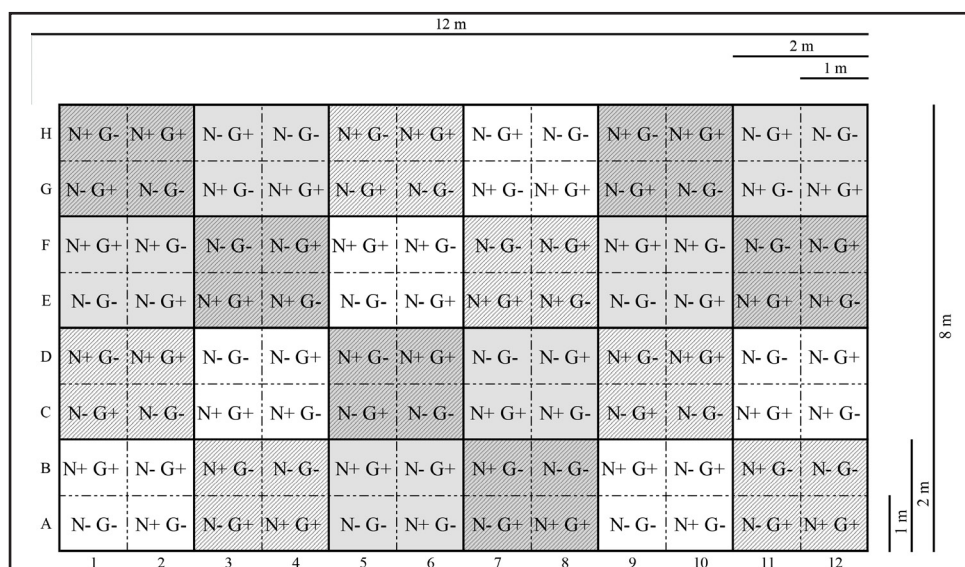 12 m
2 m
1 m
H N+ G- N+ G+ N- G+ N- G- N+ G- N+ G+ N- G+ N- G- N+ G- N+ G+ N- G+ N- G-
G N- G+ N- G- N+ G- N+ G+ N- G+ N- G- N+ G- N+ G+ N- G+ N- G- N+ G- N+ G+
F N+ G+ N+ G- N- G- N- G+ N+ G+ N+ G- N- G- N- G+ N+ G+ N+ G- N- G- N- G+
E N- G- N- G+ N+ G+ N+ G- N- G- N- G+ N+ G+ N+ G- N- G- N- G+ N+ G+ N+ G-
8 m
D N+ G- N+ G+ N- G- N- G+ N+ G- N+ G+ N- G- N- G+ N+ G- N+ G+ N- G- N- G+
C N- G+ N- G- N+ G+ N+ G- N- G+ N- G- N+ G+ N+ G- N- G+ N- G- N+ G+ N+ G-
B N+ G+ N- G+ N+ G- N- G- N+ G+ N- G+ N+ G- N- G- N+ G+ N- G+ N+ G- N- G-
2 m
A N- G- N+ G- N- G+ N+ G+ N- G- N+ G- N- G+ N+ G+ N- G- N+ G- N- G+ N+ G+
1 m
1 2 3 4 5 6 7 8 9 10 11 12